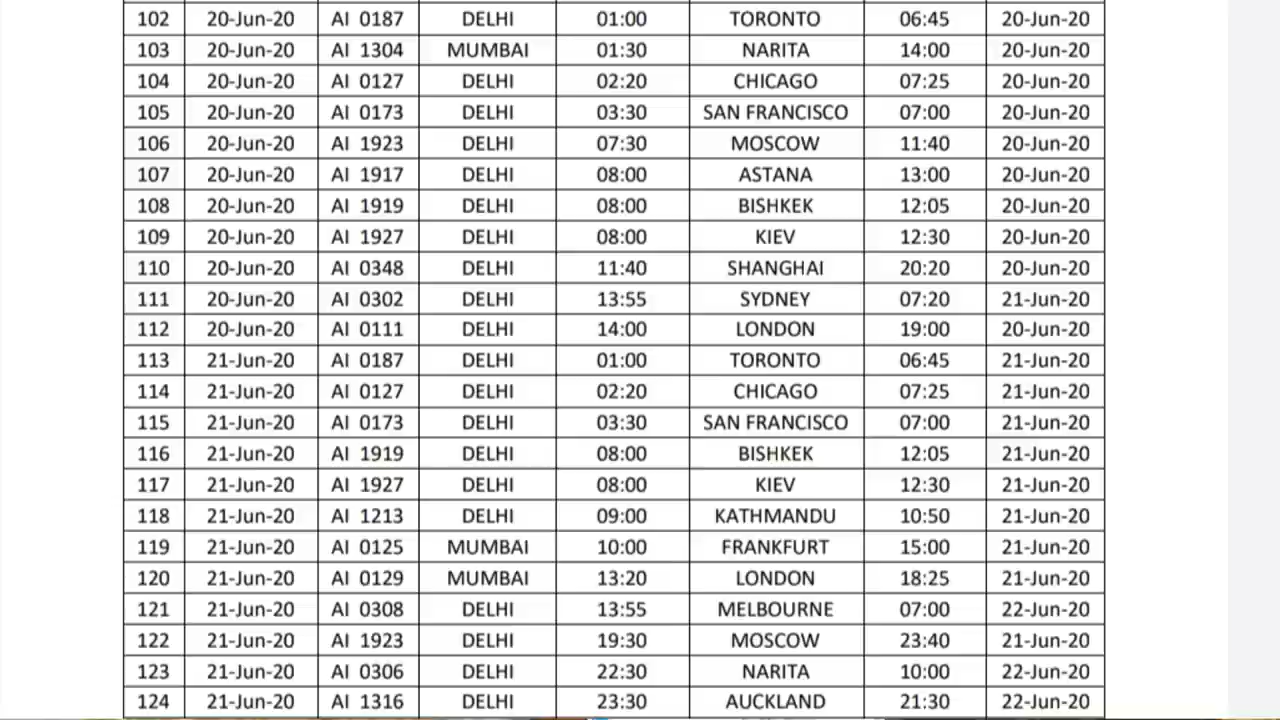 102 20-Jun-20 AI 0187 DELHI 01:00 TORONTO 06:45 20-Jun-20
103 20-Jun-20 AI 1304 MUMBAI 01:30 NARITA 14:00 20-Jun-20
104 20-Jun-20 AI 0127 DELHI 02:20 CHICAGO 07:25 20-Jun-20
105 20-Jun-20 AI 0173 DELHI 03:30 SAN FRANCISCO 07:00 20-Jun-20
106 20-Jun-20 AI 1923 DELHI 07:30 MOSCOW 11:40 20-Jun-20
107 20-Jun-20 AI 1917 DELHI 08:00 ASTANA 13:00 20-Jun-20
108 20-Jun-20 AI 1919 DELHI 08:00 BISHKEK 12:05 20-Jun-20
109 20-Jun-20 AI 1927 DELHI 08:00 KIEV 12:30 20-Jun-20
110 20-Jun-20 AI 0348 DELHI 11:40 SHANGHAI 20:20 20-Jun-20
111 20-Jun-20 AI 0302 DELHI 13:55 SYDNEY 07:20 21-Jun-20
112 20-Jun-20 AI 0111 DELHI 14:00 LONDON 19:00 20-Jun-20
113 21-Jun-20 AI 0187 DELHI 01:00 TORONTO 06:45 21-Jun-20
114 21-Jun-20 AI 0127 DELHI 02:20 CHICAGO 07:25 21-Jun-20
115 21-Jun-20 AI 0173 DELHI 03:30 SAN FRANCISCO 07:00 21-Jun-20
116 21-Jun-20 AI 1919 DELHI 08:00 BISHKEK 12:05 21-Jun-20
117 21-Jun-20 AI 1927 DELHI 08:00 KIEV 12:30 21-Jun-20
118 21-Jun-20 AI 1213 DELHI 09:00 KATHMANDU 10:50 21-Jun-20
119 21-Jun-20 AI 0125 MUMBAI 10:00 FRANKFURT 15:00 21-Jun-20
120 21-Jun-20 AI 0129 MUMBAI 13:20 LONDON 18:25 21-Jun-20
121 21-Jun-20 AI 0308 DELHI 13:55 MELBOURNE 07:00 22-Jun-20
122 21-Jun-20 AI 1923 DELHI 19:30 MOSCOW 23:40 21-Jun-20
123 21-Jun-20 AI 0306 DELHI 22:30 NARITA 10:00 22-Jun-20
124 21-Jun-20 AI 1316 DELHI 23:30 AUCKLAND 21:30 22-Jun-20